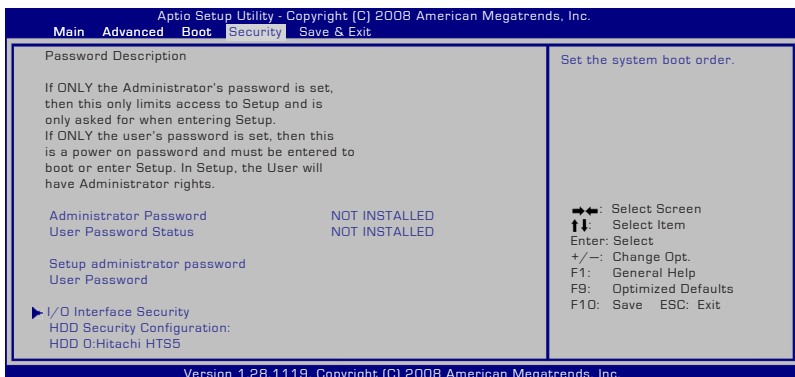 Aptio Setup Utility - Copyright (C) 2008 American Megatrends, Inc.
Main Advanced Boot Security Save & Exit
Password Description
If ONLY the Administrator's password is set,
then this only limits access to Setup and is
only asked for when entering Setup.
If ONLY the user's password is set, then this
is a power on password and must be entered to
boot or enter Setup. In Setup, the User will
have Administrator rights.
Administrator Password NOT INSTALLED
User Password Status NOT INSTALLED
Setup administrator password
User Password
I/O Interface Security
HDD Security Configuration:
HDD 0:Hitachi HTS5
Set the system boot order.
→←: Select Screen
↑↓: Select Item
Enter: Select
+/—: Change Opt.
F1: General Help
F9: Optimized Defaults
F10: Save ESC: Exit
Version 1.28.1119. Copyright (C) 2008 American Megatrends, Inc.